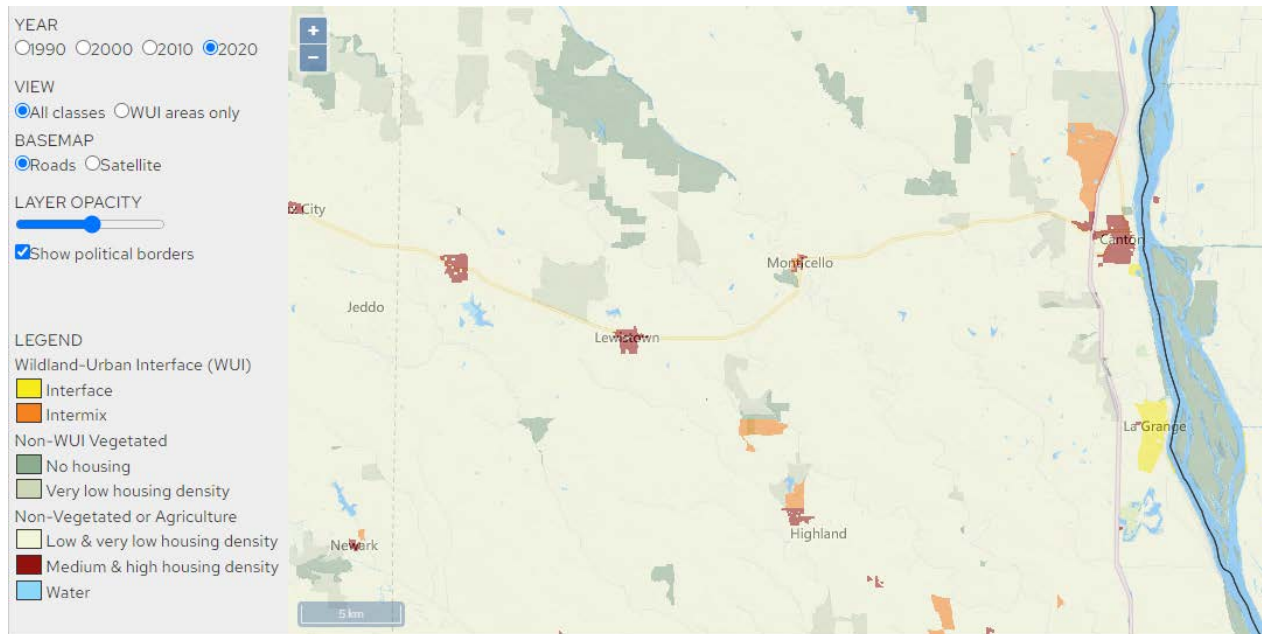 YEAR
1990 2000 2010 2020
VIEW
All classes WUI areas only
BASEMAP
Roads Satellite
LAYER OPACITY
Show political borders
LEGEND
Wildland-Urban Interface (WUI)
Interface
Intermix
Non-WUI Vegetated
No housing
Very low housing density
Non-Vegetated or Agriculture
Low & very low housing density
Medium & high housing density
Water
+
−
City
Canton
Monticello
Jeddo
Lewistown
La Grange
Highland
Newark
5 km